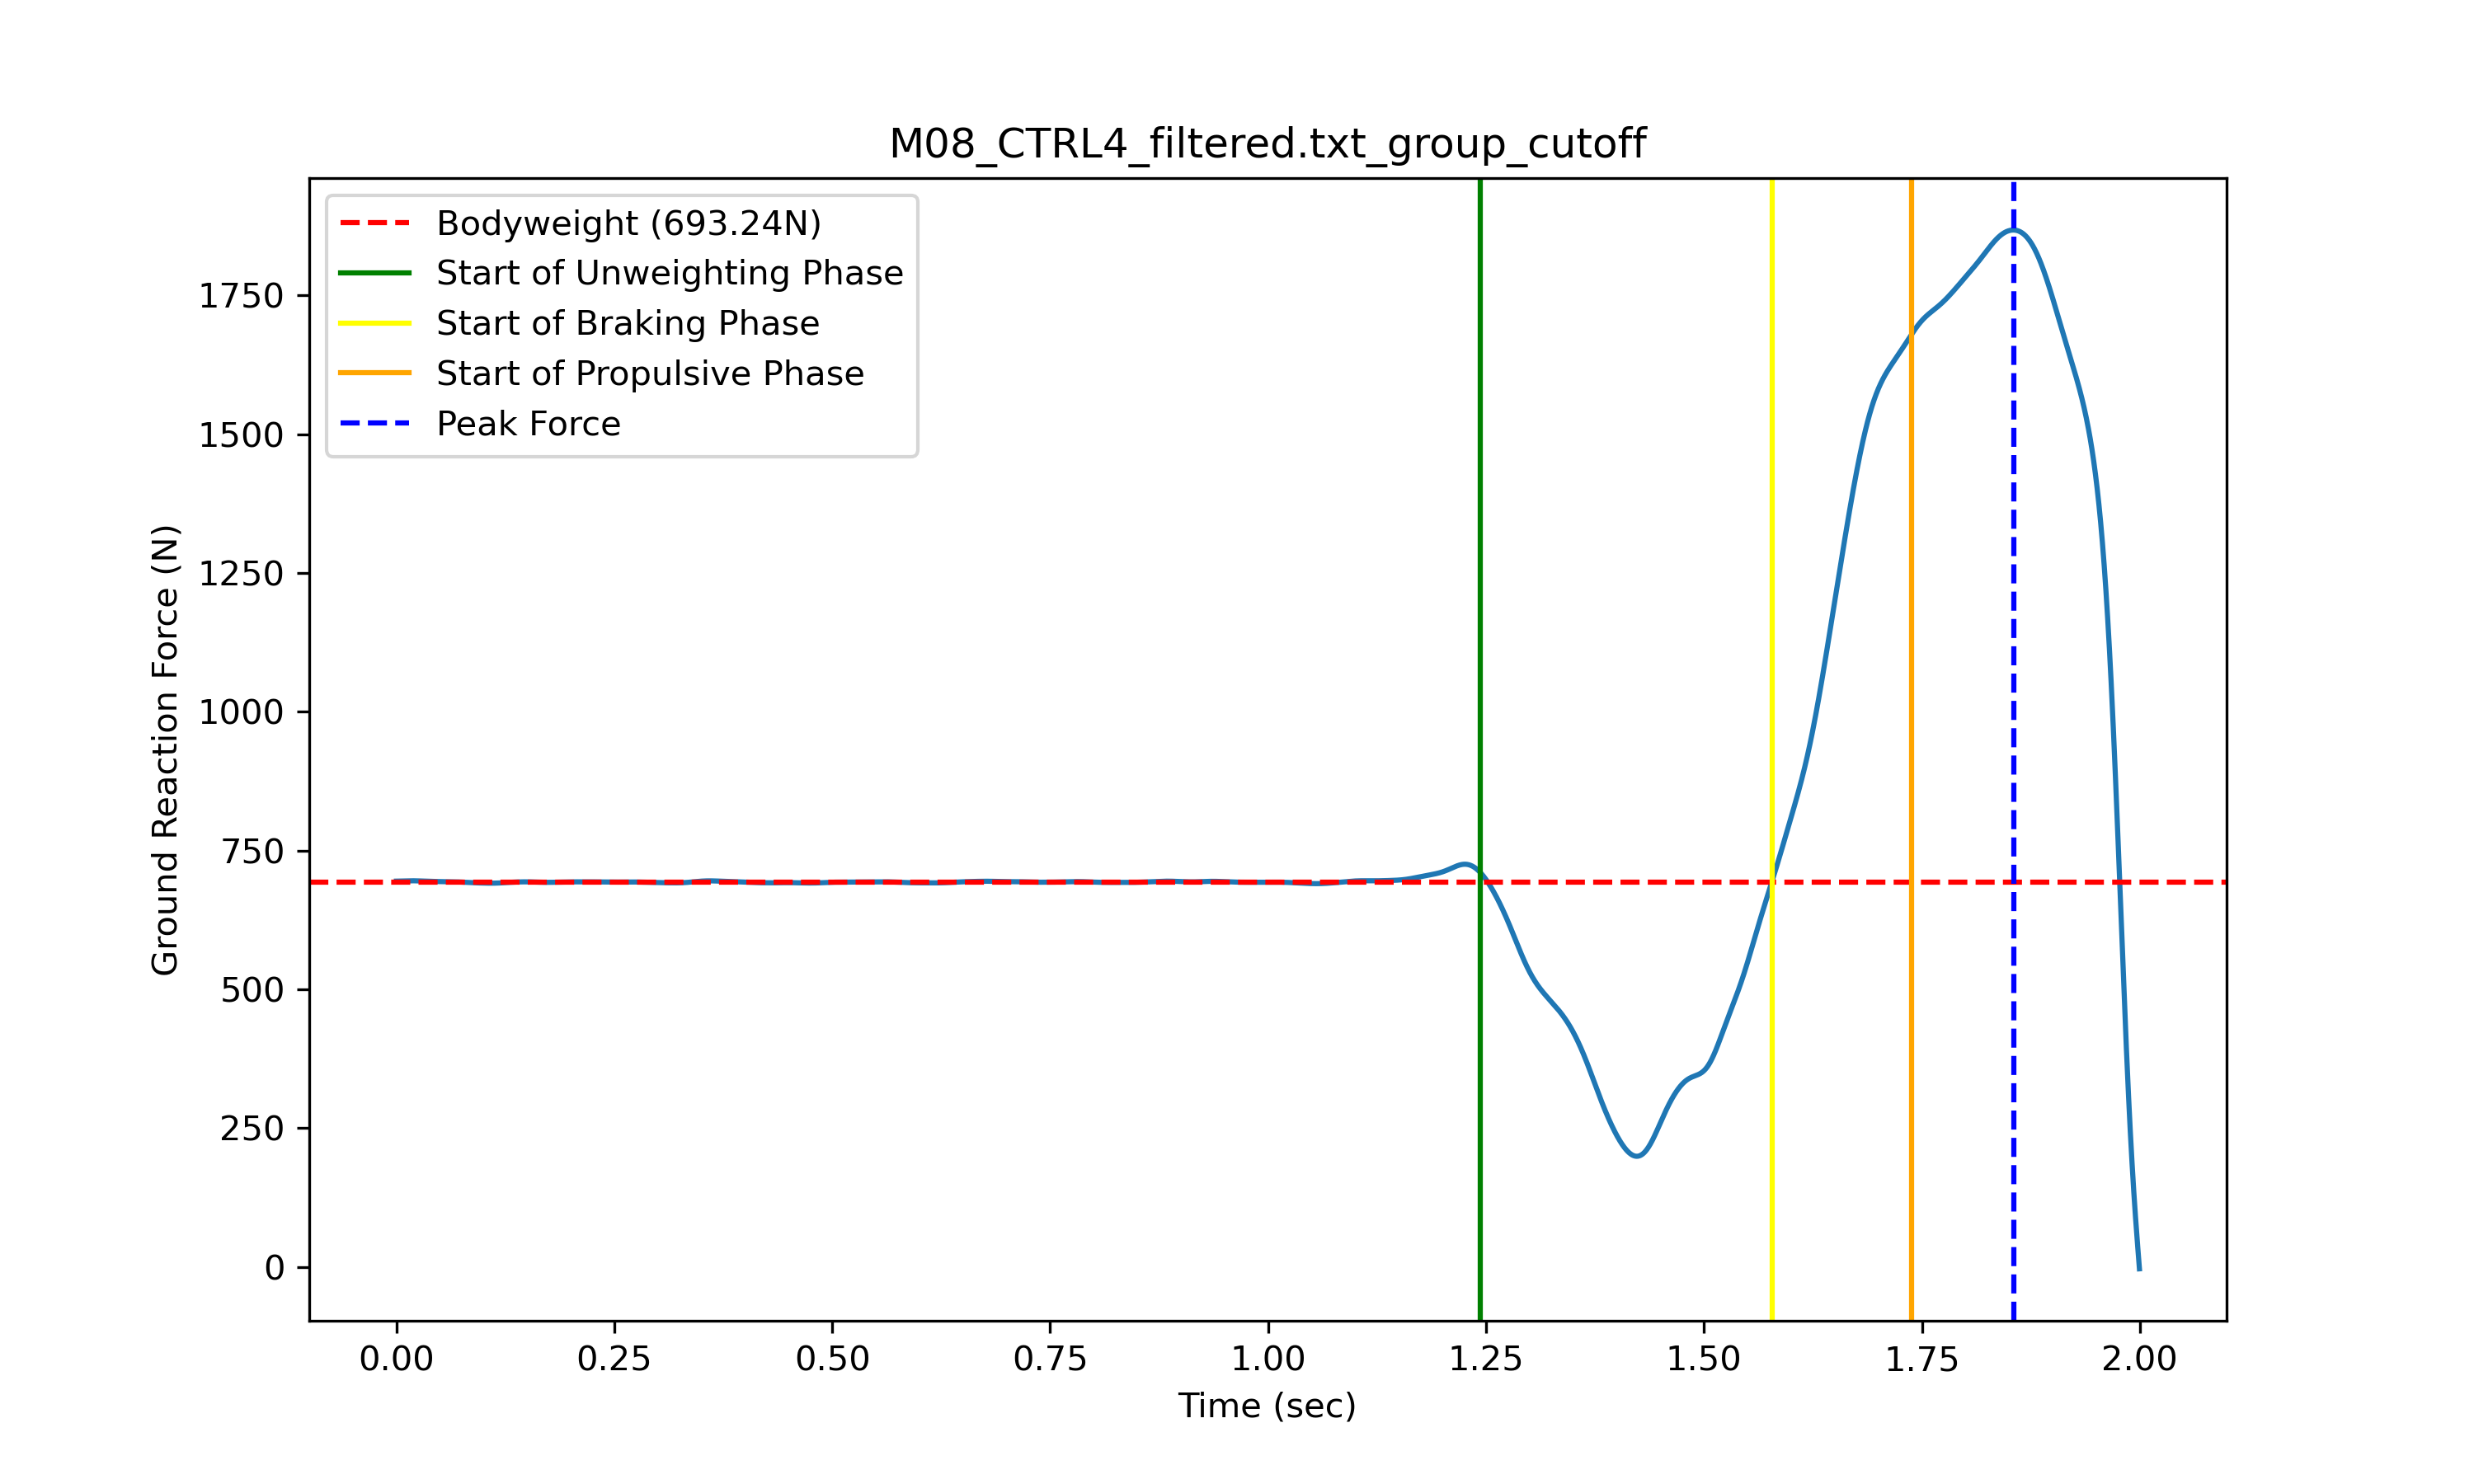 M08_CTRL4_filtered.txt_group_cutoff
Bodyweight (693.24N)
Start of Unweighting Phase
Start of Braking Phase
Start of Propulsive Phase
Peak Force
Ground Reaction Force (N)
1750
1500
1250
1000
750
500
250
0
0.00 0.25 0.50 0.75 1.00 1.25 1.50 1.75 2.00
Time (sec)